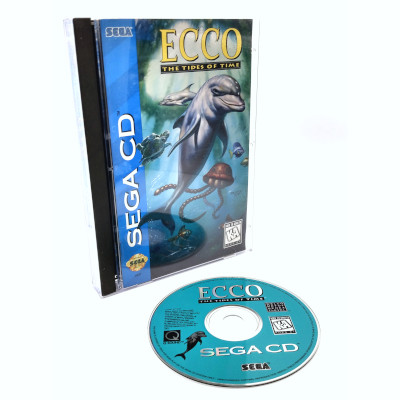 SEGA
ECCO
THE TIDES OF TIME
SEGA CD
K-A
SEGA
ECCO
THE TIDES OF TIME
K-A
SEGA CD
SEGA